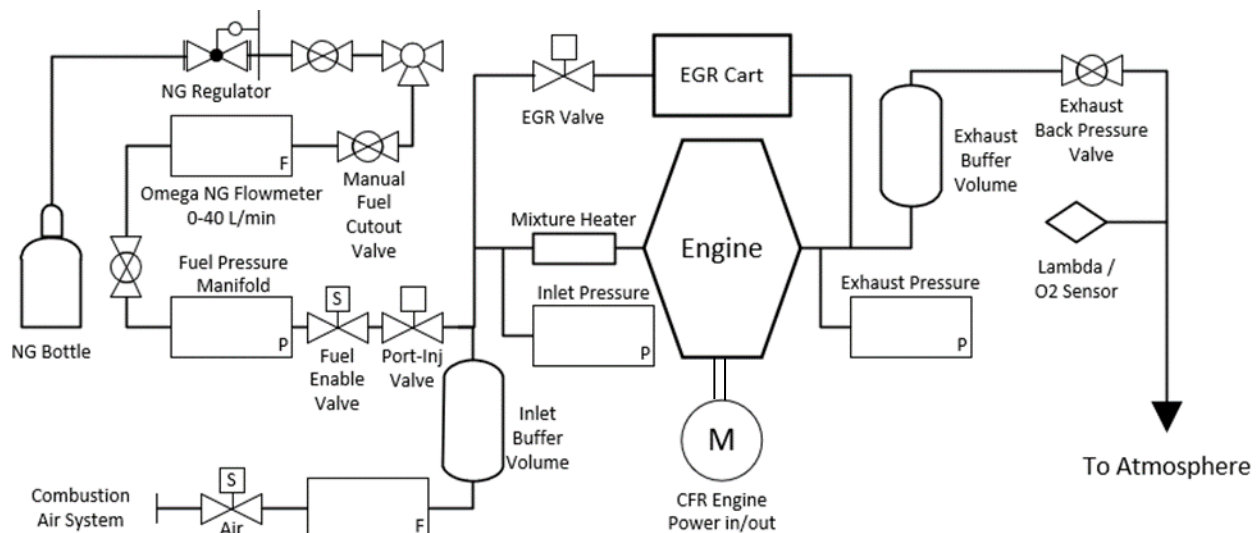 NG Regulator
EGR Valve
EGR Cart
Exhaust
Back Pressure
Valve
Exhaust
Buffer
Volume
F
Omega NG Flowmeter
0-40 L/min
Manual
Fuel
Cutout
Valve
Mixture Heater
Engine
Lambda /
O2 Sensor
Fuel Pressure
Manifold
P
Inlet Pressure
P
Exhaust Pressure
P
NG Bottle
S
Fuel
Enable
Valve
Port-Inj
Valve
Inlet
Buffer
Volume
M
CFR Engine
Power in/out
To Atmosphere
Combustion
Air System
S
Air
F